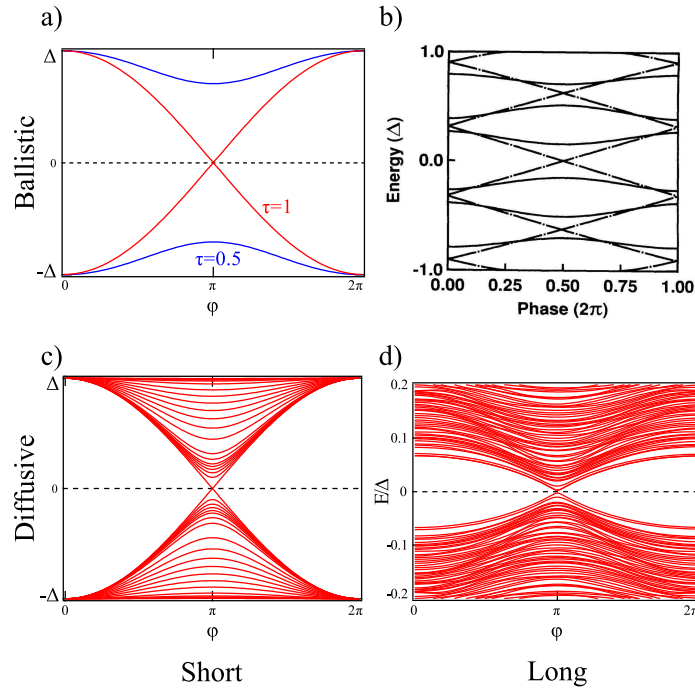 a)
Ballistic
Δ
0
-Δ
τ=1
τ=0.5
0
π
2π
φ
b)
Energy (Δ)
1.0
0.0
-1.0
0.00
0.25
0.50
0.75
1.00
Phase (2π)
c)
Diffusive
Δ
0
-Δ
0
π
2π
φ
d)
E/Δ
0.2
0.1
0
-0.1
-0.2
0
π
2π
φ
Short
Long